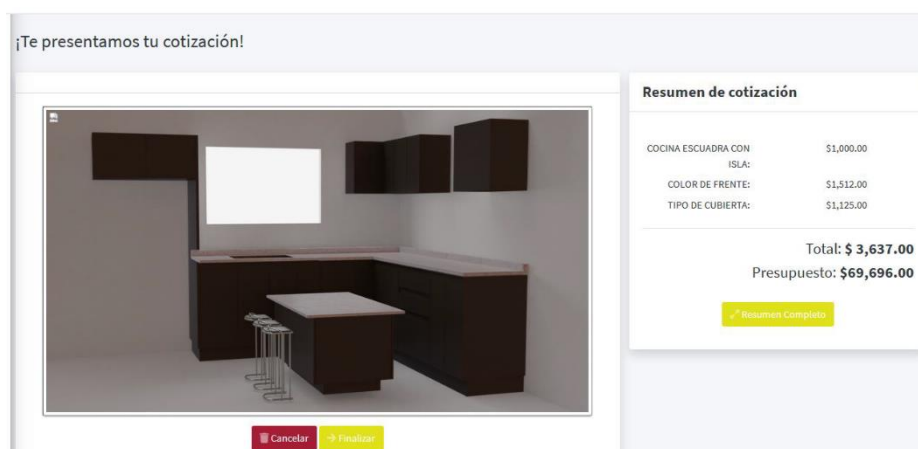 ¡Te presentamos tu cotización!
Resumen de cotización
COCINA ESCUADRA CON
ISLA:
$1,000.00
COLOR DE FRENTE:
$1,512.00
TIPO DE CUBIERTA:
$1,125.00
Total: $ 3,637.00
Presupuesto: $69,696.00
Resumen Completo
Cancelar
Finalizar